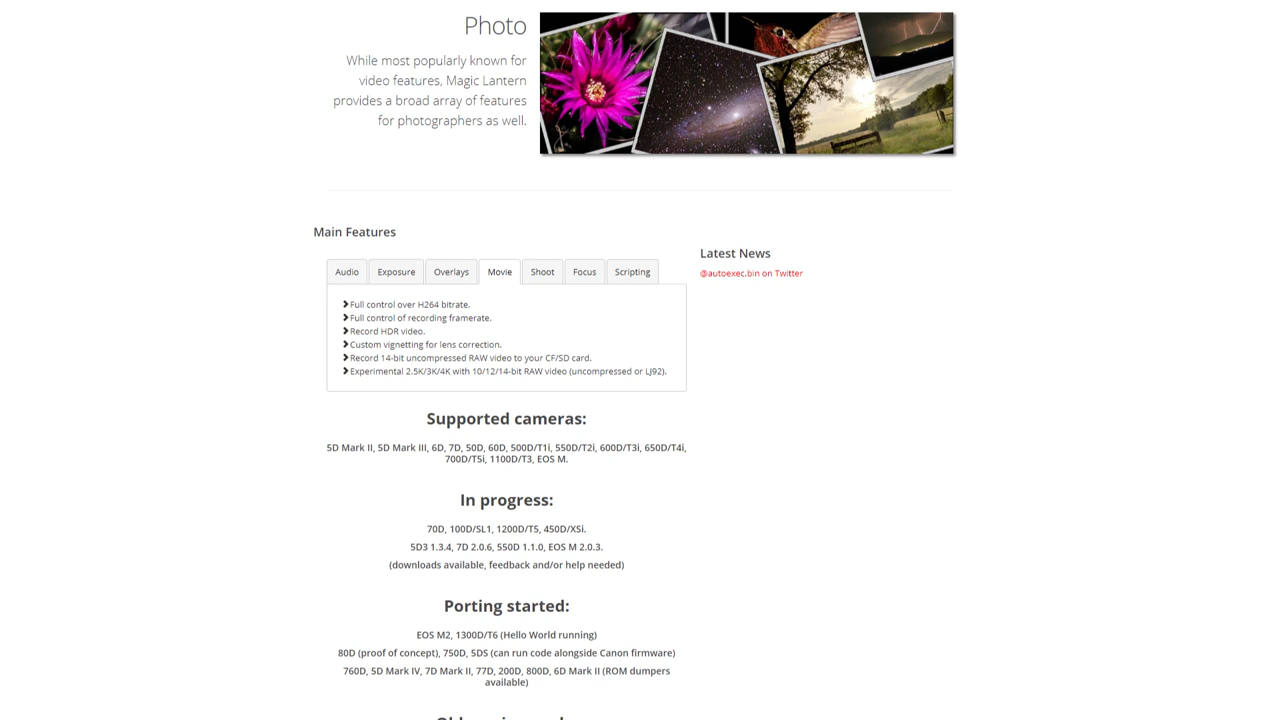 Photo
While most popularly known for
video features, Magic Lantern
provides a broad array of features
for photographers as well.
Main Features
Latest News
@autoexec.bin on Twitter
Audio
Exposure
Overlays
Movie
Shoot
Focus
Scripting
Full control over H264 bitrate.
Full control of recording framerate.
Record HDR video.
Custom vignetting for lens correction.
Record 14-bit uncompressed RAW video to your CF/SD card.
Experimental 2.5K/3K/4K with 10/12/14-bit RAW video (uncompressed or LJ92).
Supported cameras:
5D Mark II, 5D Mark III, 6D, 7D, 50D, 60D, 500D/T1i, 550D/T2i, 600D/T3i, 650D/T4i,
700D/T5i, 1100D/T3, EOS M.
In progress:
70D, 100D/SL1, 1200D/T5, 450D/XSi.
5D3 1.3.4, 7D 2.0.6, 550D 1.1.0, EOS M 2.0.3.
(downloads available, feedback and/or help needed)
Porting started:
EOS M2, 1300D/T6 (Hello World running)
80D (proof of concept), 750D, 5DS (can run code alongside Canon firmware)
760D, 5D Mark IV, 7D Mark II, 77D, 200D, 800D, 6D Mark II (ROM dumpers
available)